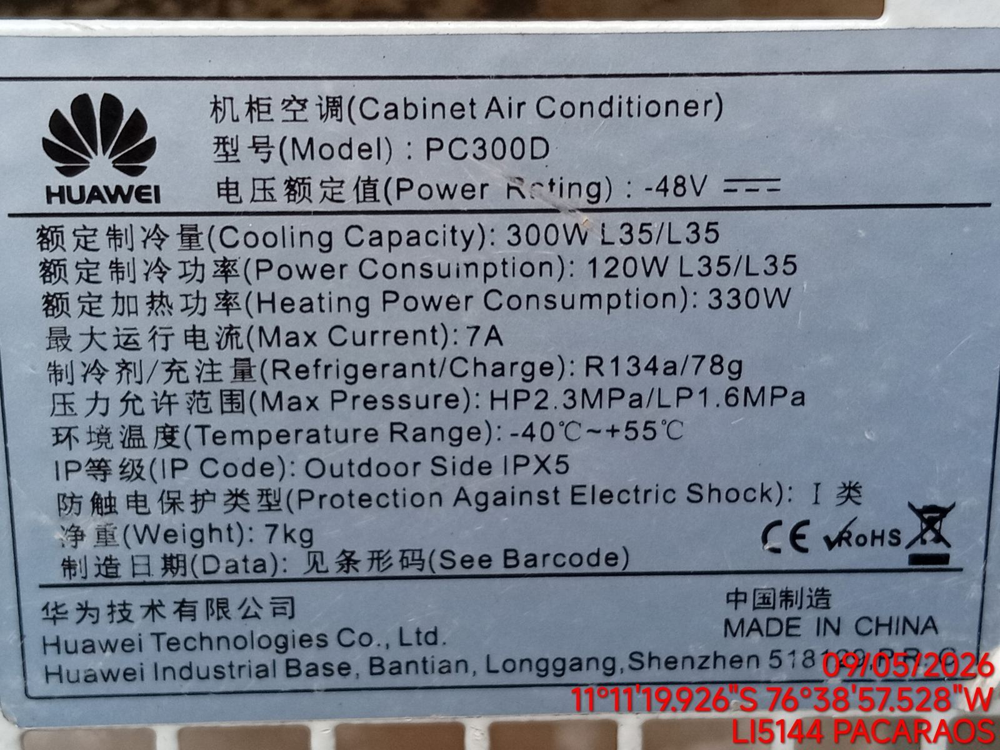 HUAWEI
机柜空调(Cabinet Air Conditioner)
型号(Model) : PC300D
电压额定值(Power Rating) : -48V
额定制冷量(Cooling Capacity): 300W L35/L35
额定制冷功率(Power Consumption): 120W L35/L35
额定加热功率(Heating Power Consumption): 330W
最大运行电流(Max Current): 7A
制冷剂/充注量(Refrigerant/Charge): R134a/78g
压力允许范围(Max Pressure): HP2.3MPa/LP1.6MPa
环境温度(Temperature Range): -40℃~+55℃
IP等级(IP Code): Outdoor Side IPX5
防触电保护类型(Protection Against Electric Shock): I 类
净重(Weight): 7kg
制造日期(Data): 见条形码(See Barcode)
CE RoHS
华为技术有限公司
中国制造
Huawei Technologies Co., Ltd.
MADE IN CHINA
Huawei Industrial Base, Bantian, Longgang, Shenzhen
09/05/2026
11°11'19.926"S 76°38'57.528"W
LI5144 PACARAOS